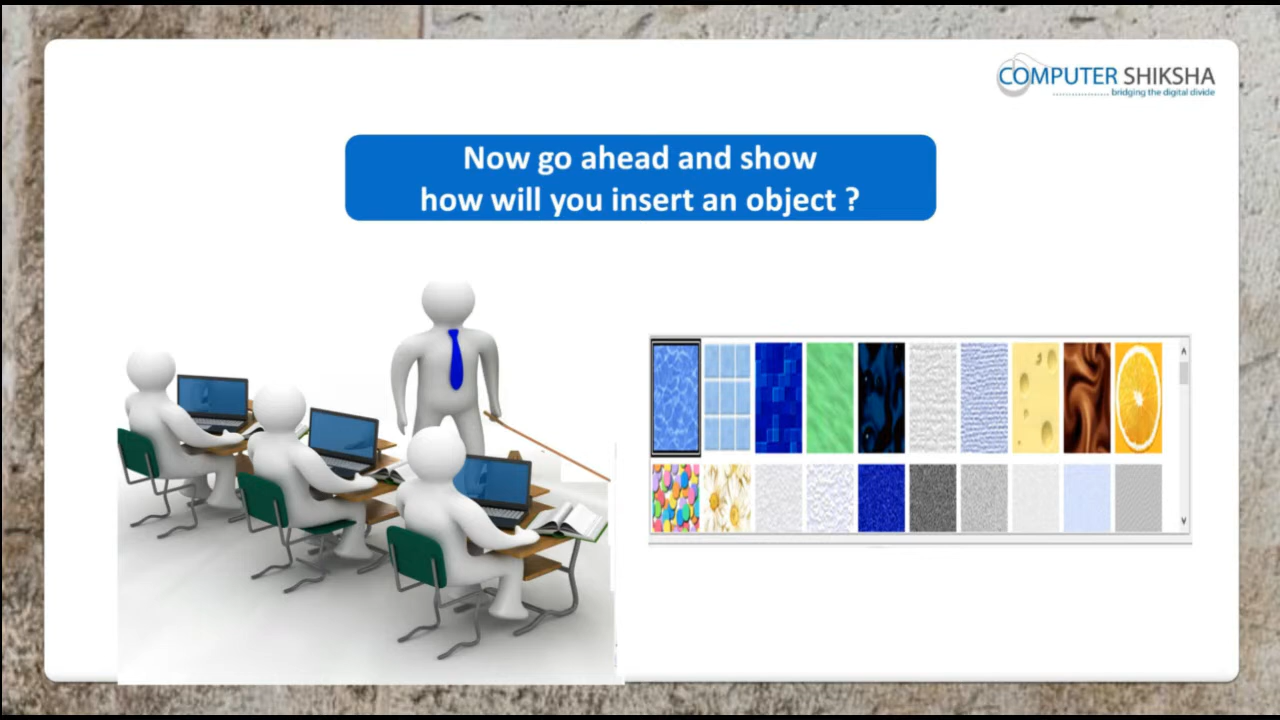 COMPUTER SHIKSHA
bridging the digital divide
Now go ahead and show
how will you insert an object ?